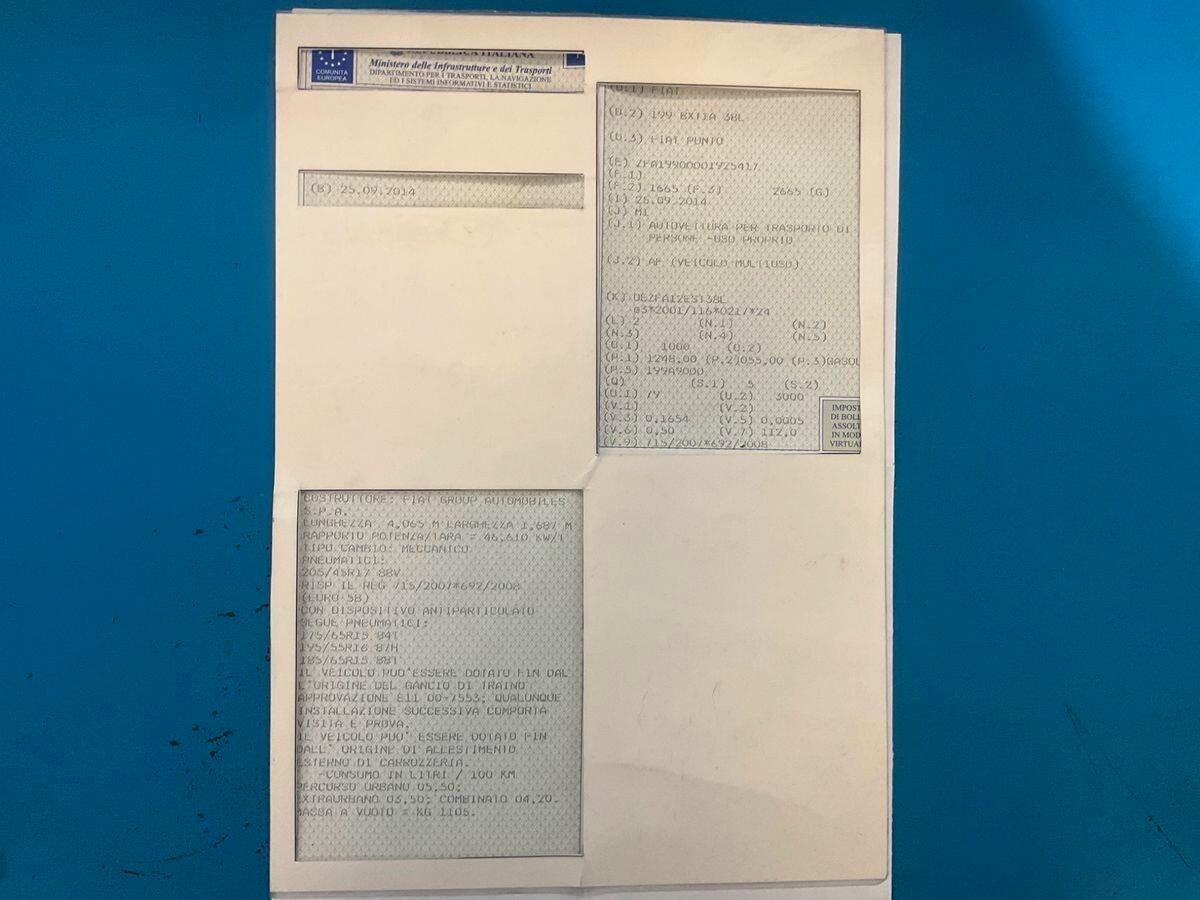 REPUBBLICA ITALIANA
COMUNITÀ
EUROPEA
Ministero delle Infrastrutture e dei Trasporti
DIPARTIMENTO PER I TRASPORTI, LA NAVIGAZIONE
ED I SISTEMI INFORMATIVI E STATISTICI
(B) 25.09.2014
(D.1) FIAT
(D.2) 199 BXT1A 38L
(D.3) FIAT PUNTO
(E) ZFA19900001925417
(F.1)
(F.2) 1665 (F.3) 2665 (G)
(I) 25.09.2014
(J) M1
(J.1) AUTOVETTURA PER TRASPORTO DI
PERSONE -USO PROPRIO
(J.2) AF (VEICOLO MULTIUSO)
(K) OEZFA12EST38L
e3*2001/116*0217*24
(L) 2 (N.1) (N.2)
(N.3) (N.4) (N.5)
(O.1) 1000 (O.2)
(P.1) 1248,00 (P.2)055,00 (P.3)GASOL
(P.5) 199A9000
(Q) (S.1) 5 (S.2)
(U.1) 79 (U.2) 3000
(V.1) (V.2)
(V.3) 0,1654 (V.5) 0,0005
(V.6) 0,50 (V.7) 112,0
(V.9) 715/2007*692/2008
IMPOST
DI BOLL
ASSOLT
IN MOD
VIRTUA
COSTRUTTORE: FIAT GROUP AUTOMOBILES
S.P.A.
LUNGHEZZA 4,065 M LARGHEZZA 1,687 M
RAPPORTO POTENZA/TARA = 46,610 KW/T
TIPO CAMBIO: MECCANICO
PNEUMATICI:
205/45R17 88V
RISP IL REG 715/2007*692/2008
(EURO 5B)
CON DISPOSITIVO ANTIPARTICOLATO
SEGUE PNEUMATICI:
175/65R15 84T
195/55R16 87H
185/65R15 88T
IL VEICOLO PUO'ESSERE DOTATO FIN DAL
L'ORIGINE DEL GANCIO DI TRAINO
APPROVAZIONE E11 00-7553; QUALUNQUE
INSTALLAZIONE SUCCESSIVA COMPORTA
VISITA E PROVA.
IL VEICOLO PUO' ESSERE DOTATO FIN
DALL' ORIGINE DI ALLESTIMENTO
ESTERNO DI CARROZZERIA.
-CONSUMO IN LITRI / 100 KM
PERCORSO URBANO 05,50;
EXTRAURBANO 03,50; COMBINATO 04,20.
MASSA A VUOTO = KG 1105.